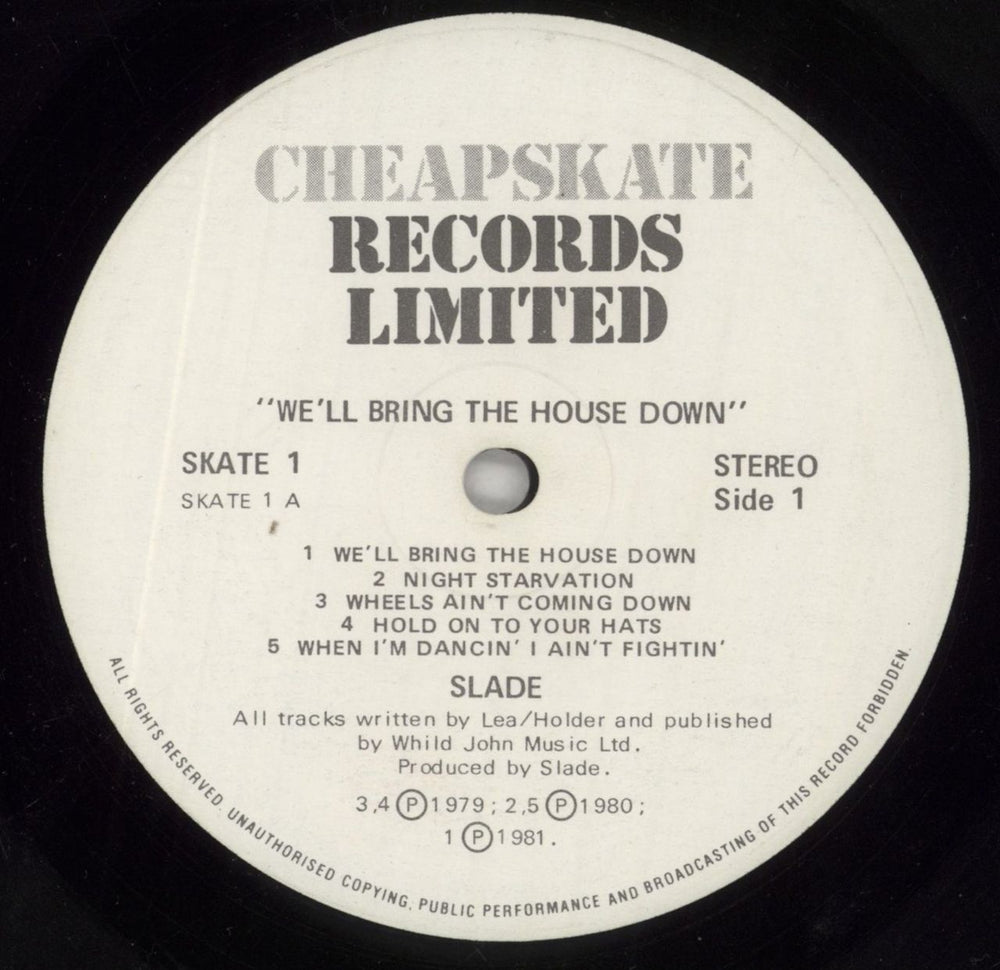 CHEAPSKATE
RECORDS
LIMITED
"WE'LL BRING THE HOUSE DOWN"
SKATE 1
SKATE 1 A
STEREO
Side 1
1 WE'LL BRING THE HOUSE DOWN
2 NIGHT STARVATION
3 WHEELS AIN'T COMING DOWN
4 HOLD ON TO YOUR HATS
5 WHEN I'M DANCIN' I AIN'T FIGHTIN'
SLADE
All tracks written by Lea/Holder and published
by Whild John Music Ltd.
Produced by Slade.
3,4 Ⓟ 1979; 2,5 Ⓟ 1980;
1 Ⓟ 1981.
ALL RIGHTS RESERVED. UNAUTHORISED COPYING, PUBLIC PERFORMANCE AND BROADCASTING OF THIS RECORD FORBIDDEN.